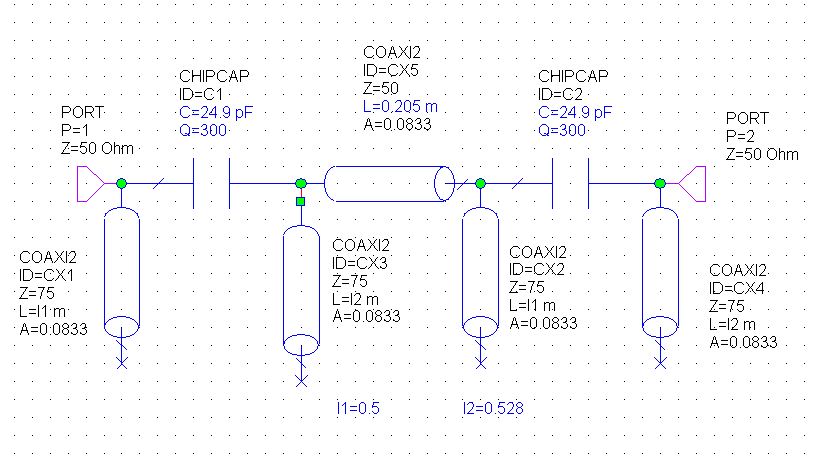 COAXI2
ID=CX5
Z=50
L=0.205 m
A=0.0833
CHIPCAP
ID=C1
C=24.9 pF
Q=300
CHIPCAP
ID=C2
C=24.9 pF
Q=300
PORT
P=1
Z=50 Ohm
PORT
P=2
Z=50 Ohm
COAXI2
ID=CX1
Z=75
L=l1 m
A=0.0833
COAXI2
ID=CX3
Z=75
L=l2 m
A=0.0833
COAXI2
ID=CX2
Z=75
L=l1 m
A=0.0833
COAXI2
ID=CX4
Z=75
L=l2 m
A=0.0833
l1=0.5
l2=0.528